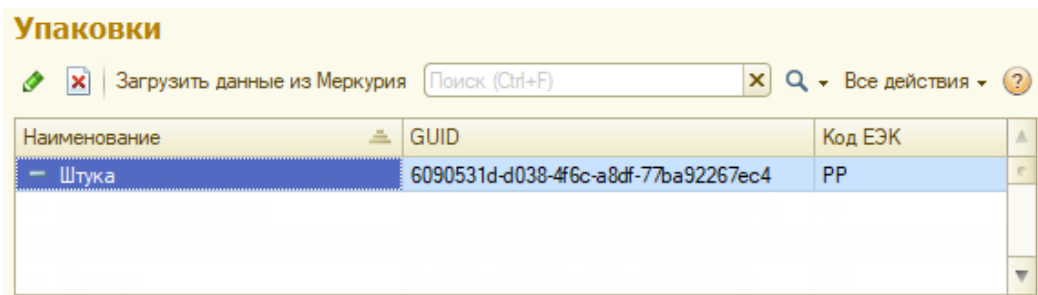 Упаковки
Загрузить данные из Меркурия Поиск (Ctrl+F) Все действия
Наименование GUID Код ЕЭК
Штука 6090531d-d038-4f6c-a8df-77ba92267ec4 PP